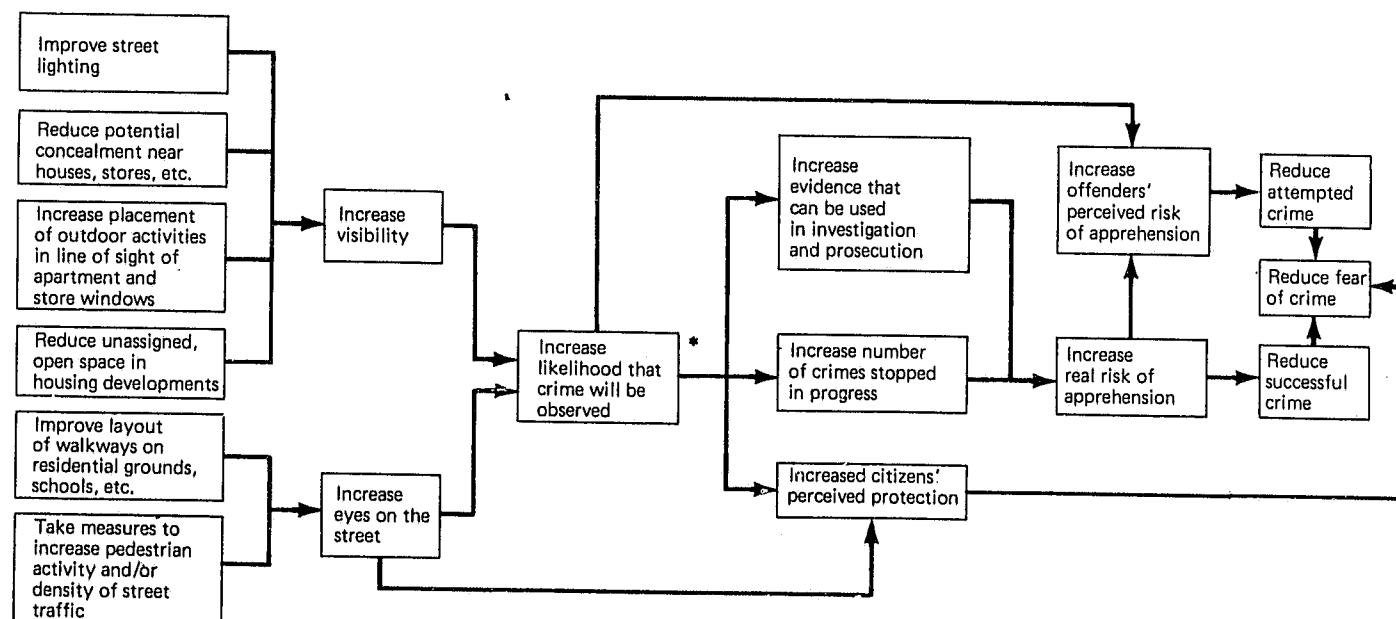 Improve street
lighting
Reduce potential
concealment near
houses, stores, etc.
Increase placement
of outdoor activities
in line of sight of
apartment and
store windows
Reduce unassigned,
open space in
housing developments
Improve layout
of walkways on
residential grounds,
schools, etc.
Take measures to
increase pedestrian
activity and/or
density of street
traffic
Increase
visibility
Increase
eyes on the
street
Increase
likelihood that
crime will be
observed
*
Increase
evidence that
can be used
in investigation
and prosecution
Increase number
of crimes stopped
in progress
Increased citizens'
perceived protection
Increase
offenders'
perceived risk
of apprehension
Increase
real risk of
apprehension
Reduce
attempted
crime
Reduce fear
of crime
Reduce
successful
crime